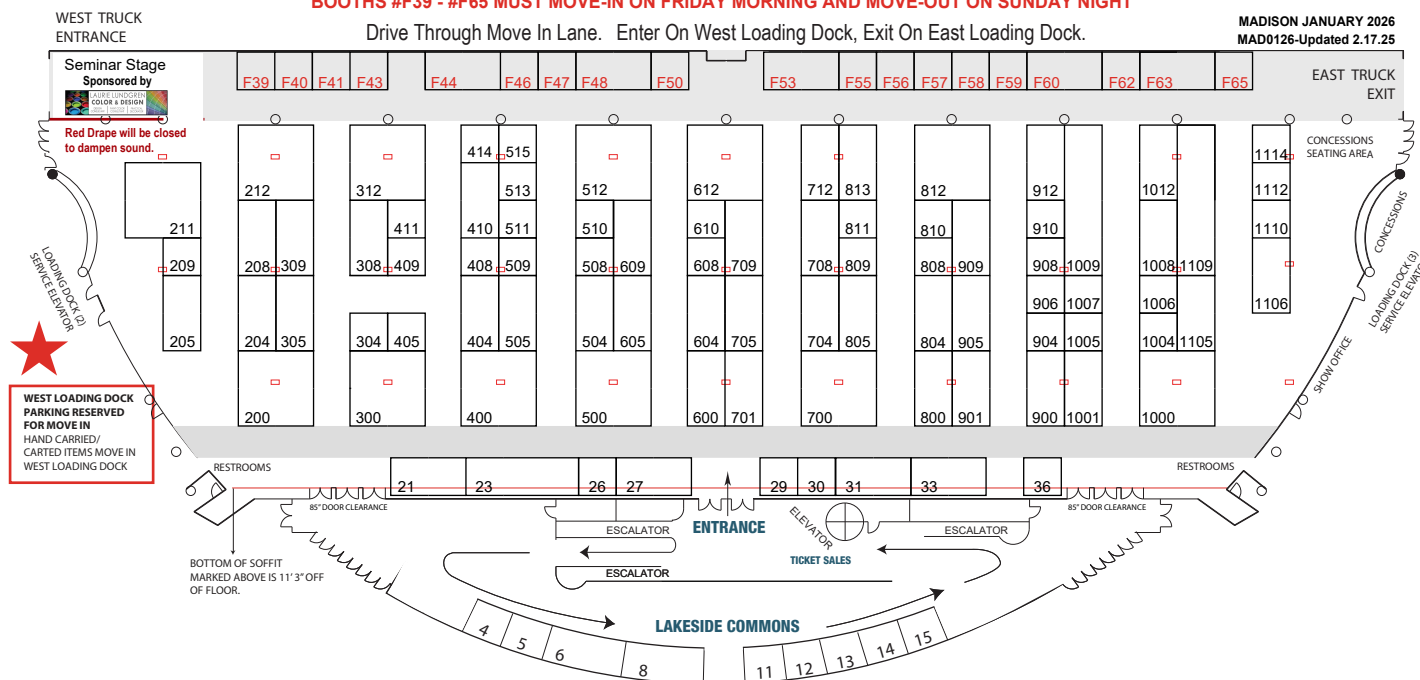 BOOTHS #F39 - #F65 MUST MOVE-IN ON FRIDAY MORNING AND MOVE-OUT ON SUNDAY NIGHT
WEST TRUCK
ENTRANCE
Drive Through Move In Lane. Enter On West Loading Dock, Exit On East Loading Dock.
MADISON JANUARY 2026
MAD0126-Updated 2.17.25
Seminar Stage
Sponsored by
LAURIE LUNDGREN
COLOR & DESIGN
Red Drape will be closed
to dampen sound.
F39 F40 F41 F43 F44 F46 F47 F48 F50 F53 F55 F56 F57 F58 F59 F60 F62 F63 F65
EAST TRUCK
EXIT
CONCESSIONS
SEATING AREA
414 515 1114
212 312 513 512 612 712 813 812 912 1012 1112
211 411 410 511 510 610 811 810 910 1110
209 208 309 308 409 408 509 508 609 608 709 708 809 808 909 908 1009 1008 1109
906 1007 1006 1106
205 204 305 304 405 404 505 504 605 604 705 704 805 804 905 904 1005 1004 1105
200 300 400 500 600 701 700 800 901 900 1001 1000
LOADING DOCK (2)
SERVICE ELEVATOR
CONCESSIONS
LOADING DOCK (3)
SHOW OFFICE
WEST LOADING DOCK
PARKING RESERVED
FOR MOVE IN
HAND CARRIED/
CARTED ITEMS MOVE IN
WEST LOADING DOCK
RESTROOMS
RESTROOMS
21 23 26 27 29 30 31 33 36
85" DOOR CLEARANCE
85" DOOR CLEARANCE
ESCALATOR
ENTRANCE
ELEVATOR
ESCALATOR
TICKET SALES
ESCALATOR
BOTTOM OF SOFFIT
MARKED ABOVE IS 11' 3" OFF
OF FLOOR.
LAKESIDE COMMONS
4 5 6 8 11 12 13 14 15